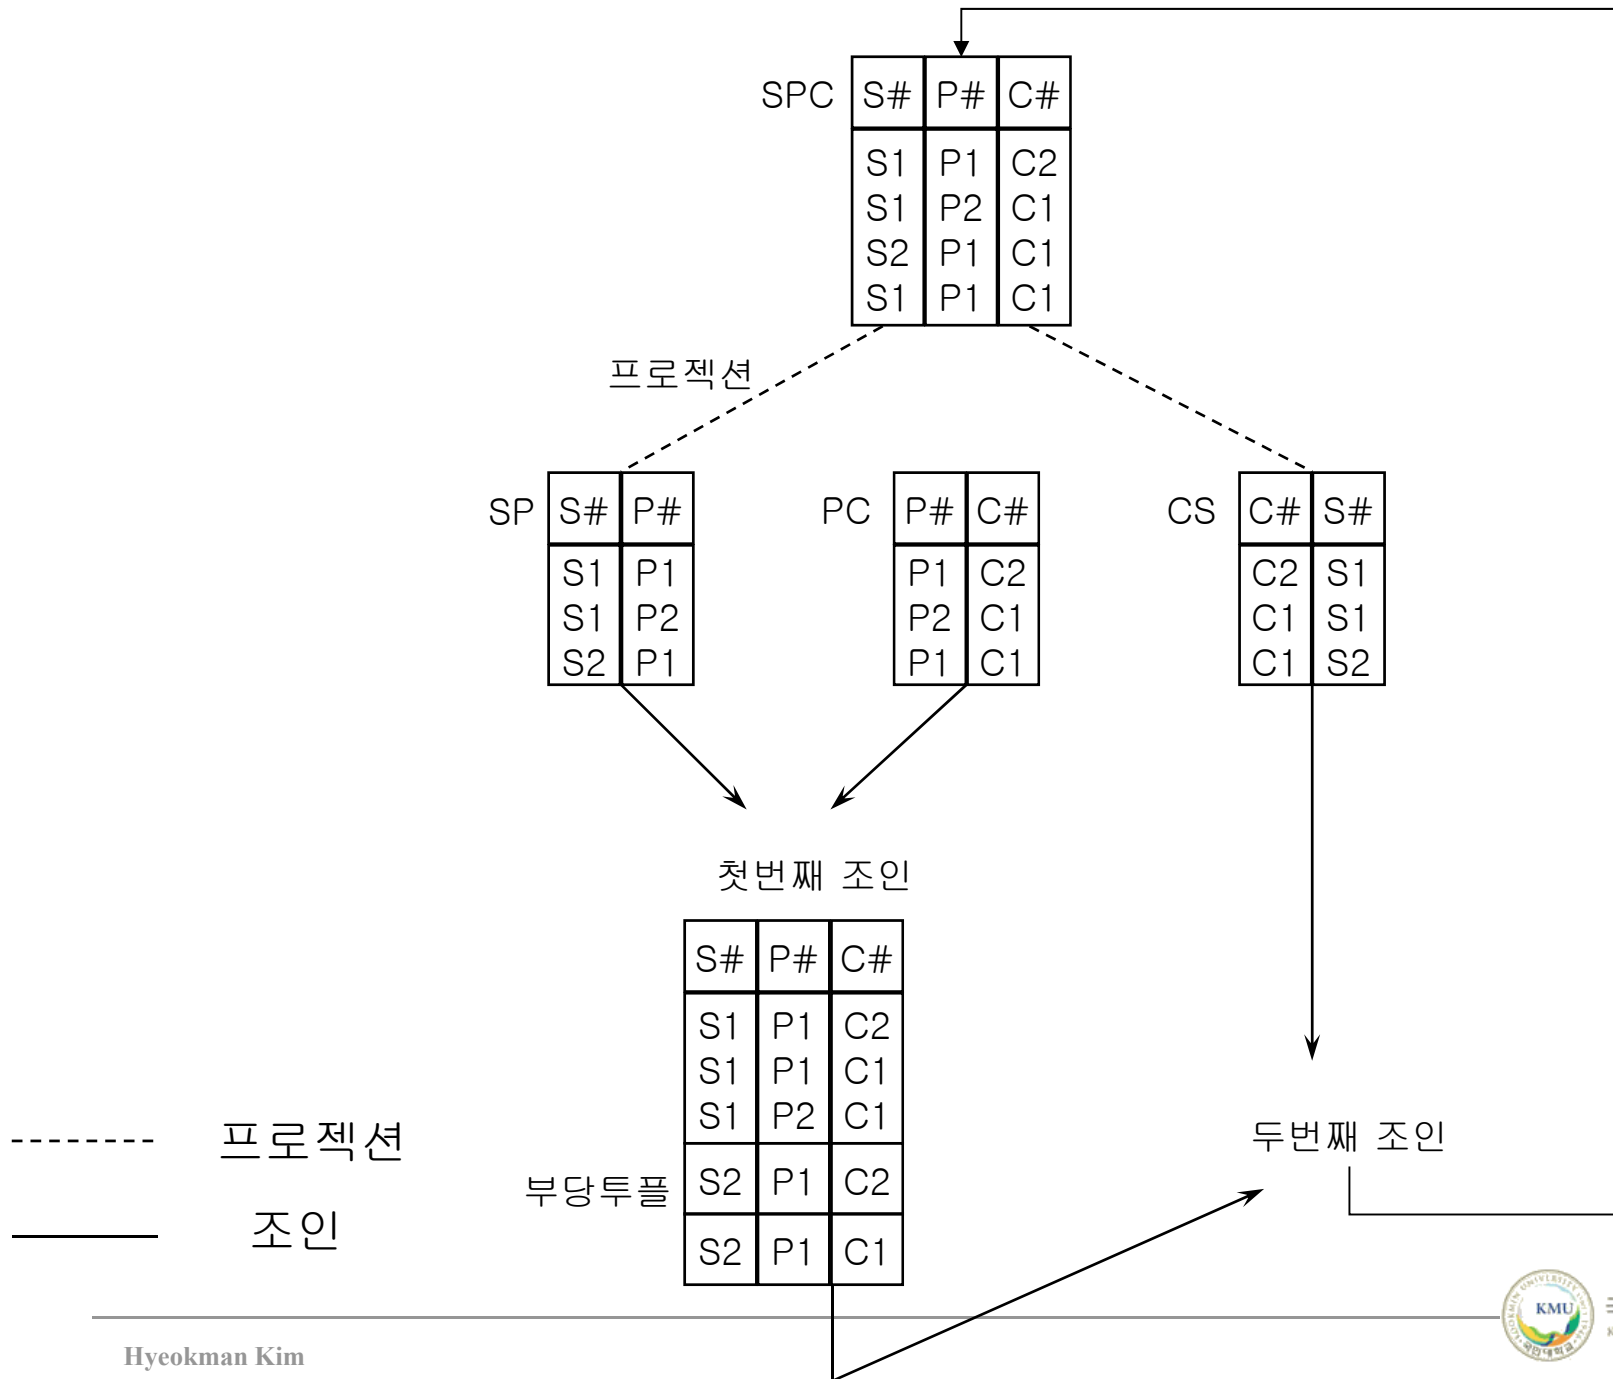 SPC S# P# C#
S1 P1 C2
S1 P2 C1
S2 P1 C1
S1 P1 C1
프로젝션
SP S# P#
S1 P1
S1 P2
S2 P1
PC P# C#
P1 C2
P2 C1
P1 C1
CS C# S#
C2 S1
C1 S1
C1 S2
첫번째 조인
S# P# C#
S1 P1 C2
S1 P1 C1
S1 P2 C1
부당투플 S2 P1 C2
S2 P1 C1
두번째 조인
프로젝션
조인
Hyeokman Kim
KMU